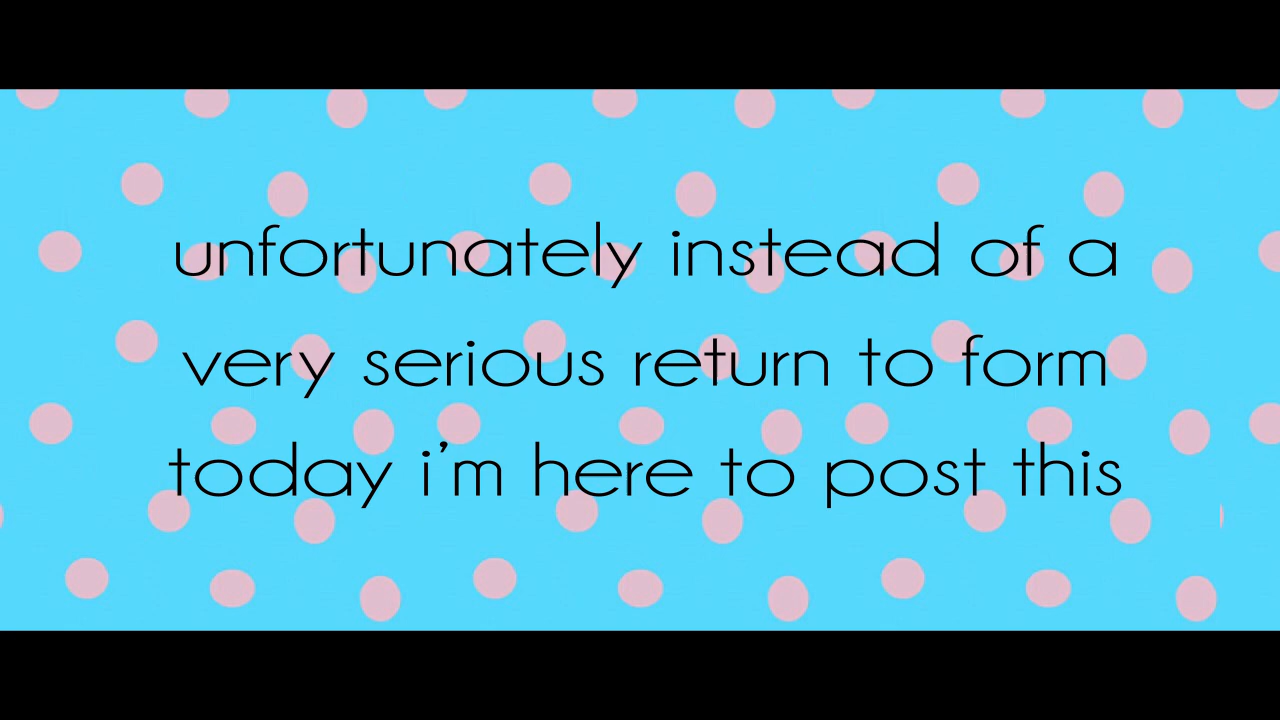 unfortunately instead of a
very serious return to form
today i’m here to post this